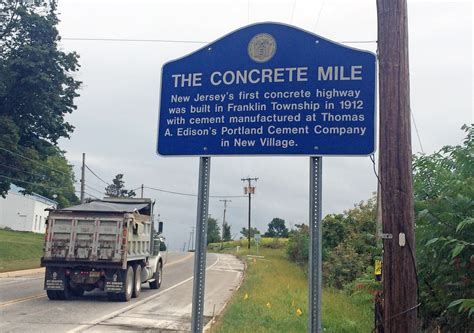 THE CONCRETE MILE
New Jersey's first concrete highway
was built in Franklin Township in 1912
with cement manufactured at Thomas
A. Edison's Portland Cement Company
in New Village.